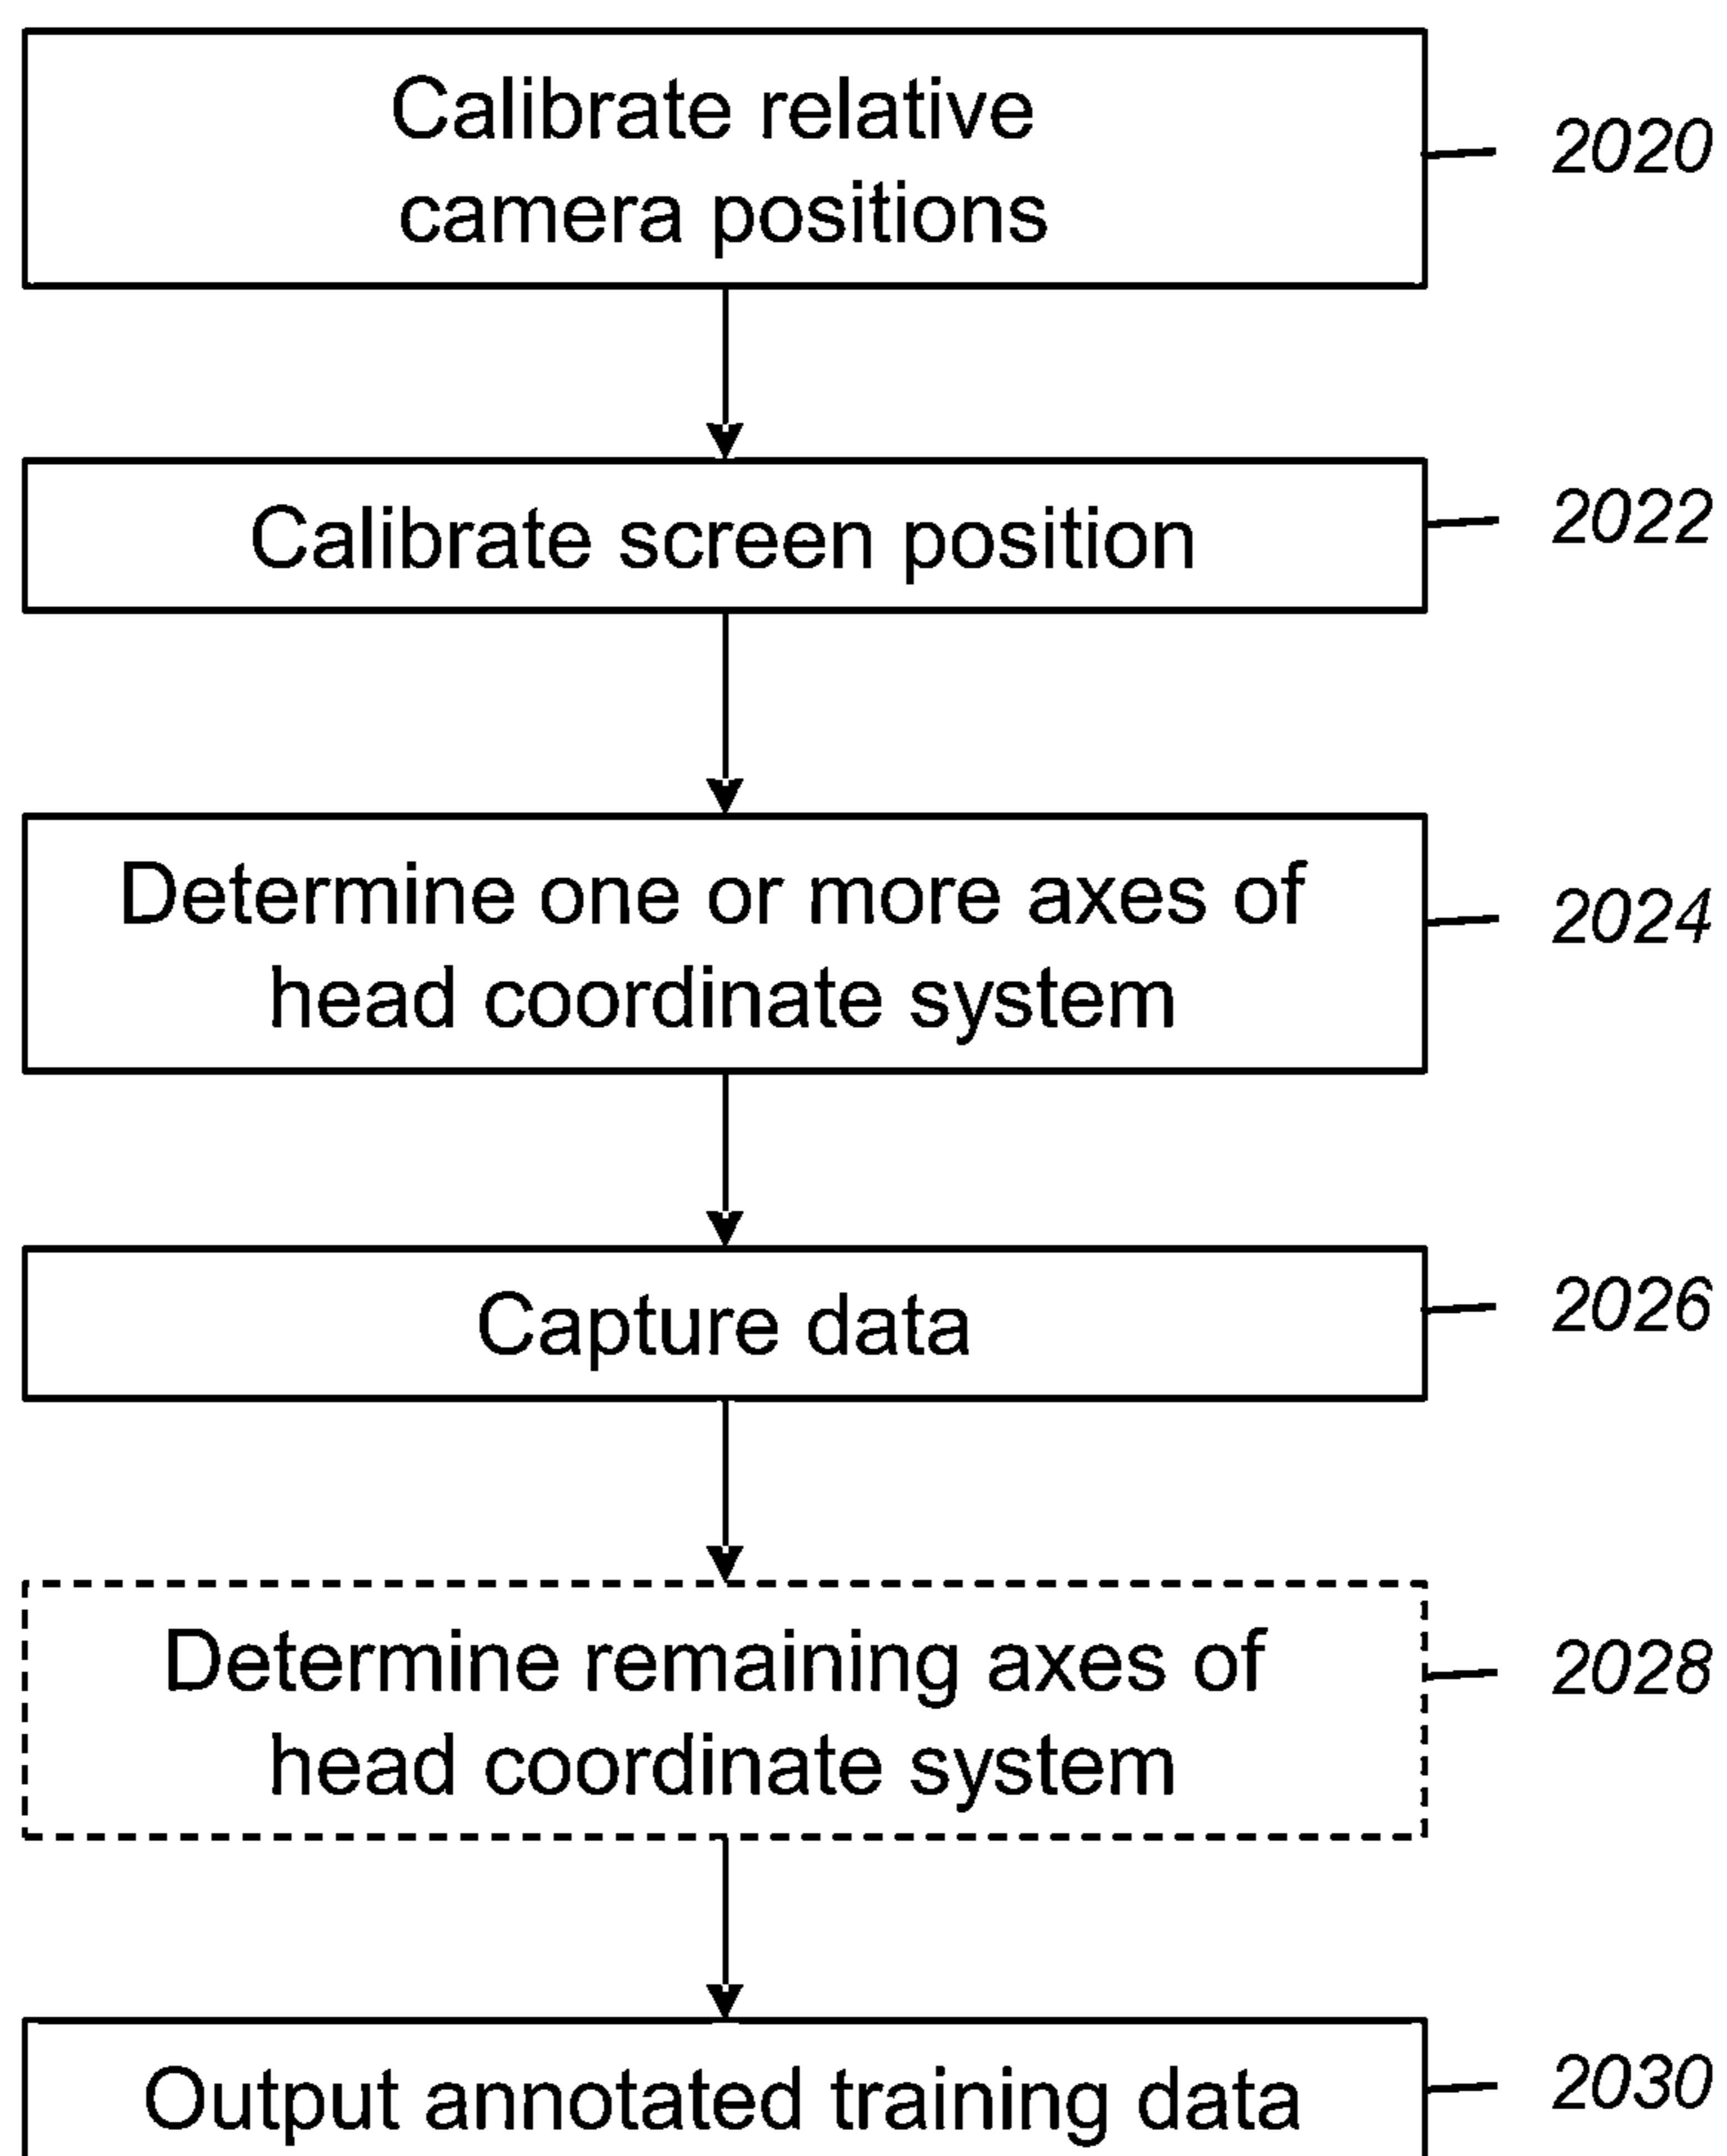 Calibrate relative
camera positions
2020
Calibrate screen position
2022
Determine one or more axes of
head coordinate system
2024
Capture data
2026
Determine remaining axes of
head coordinate system
2028
Output annotated training data
2030